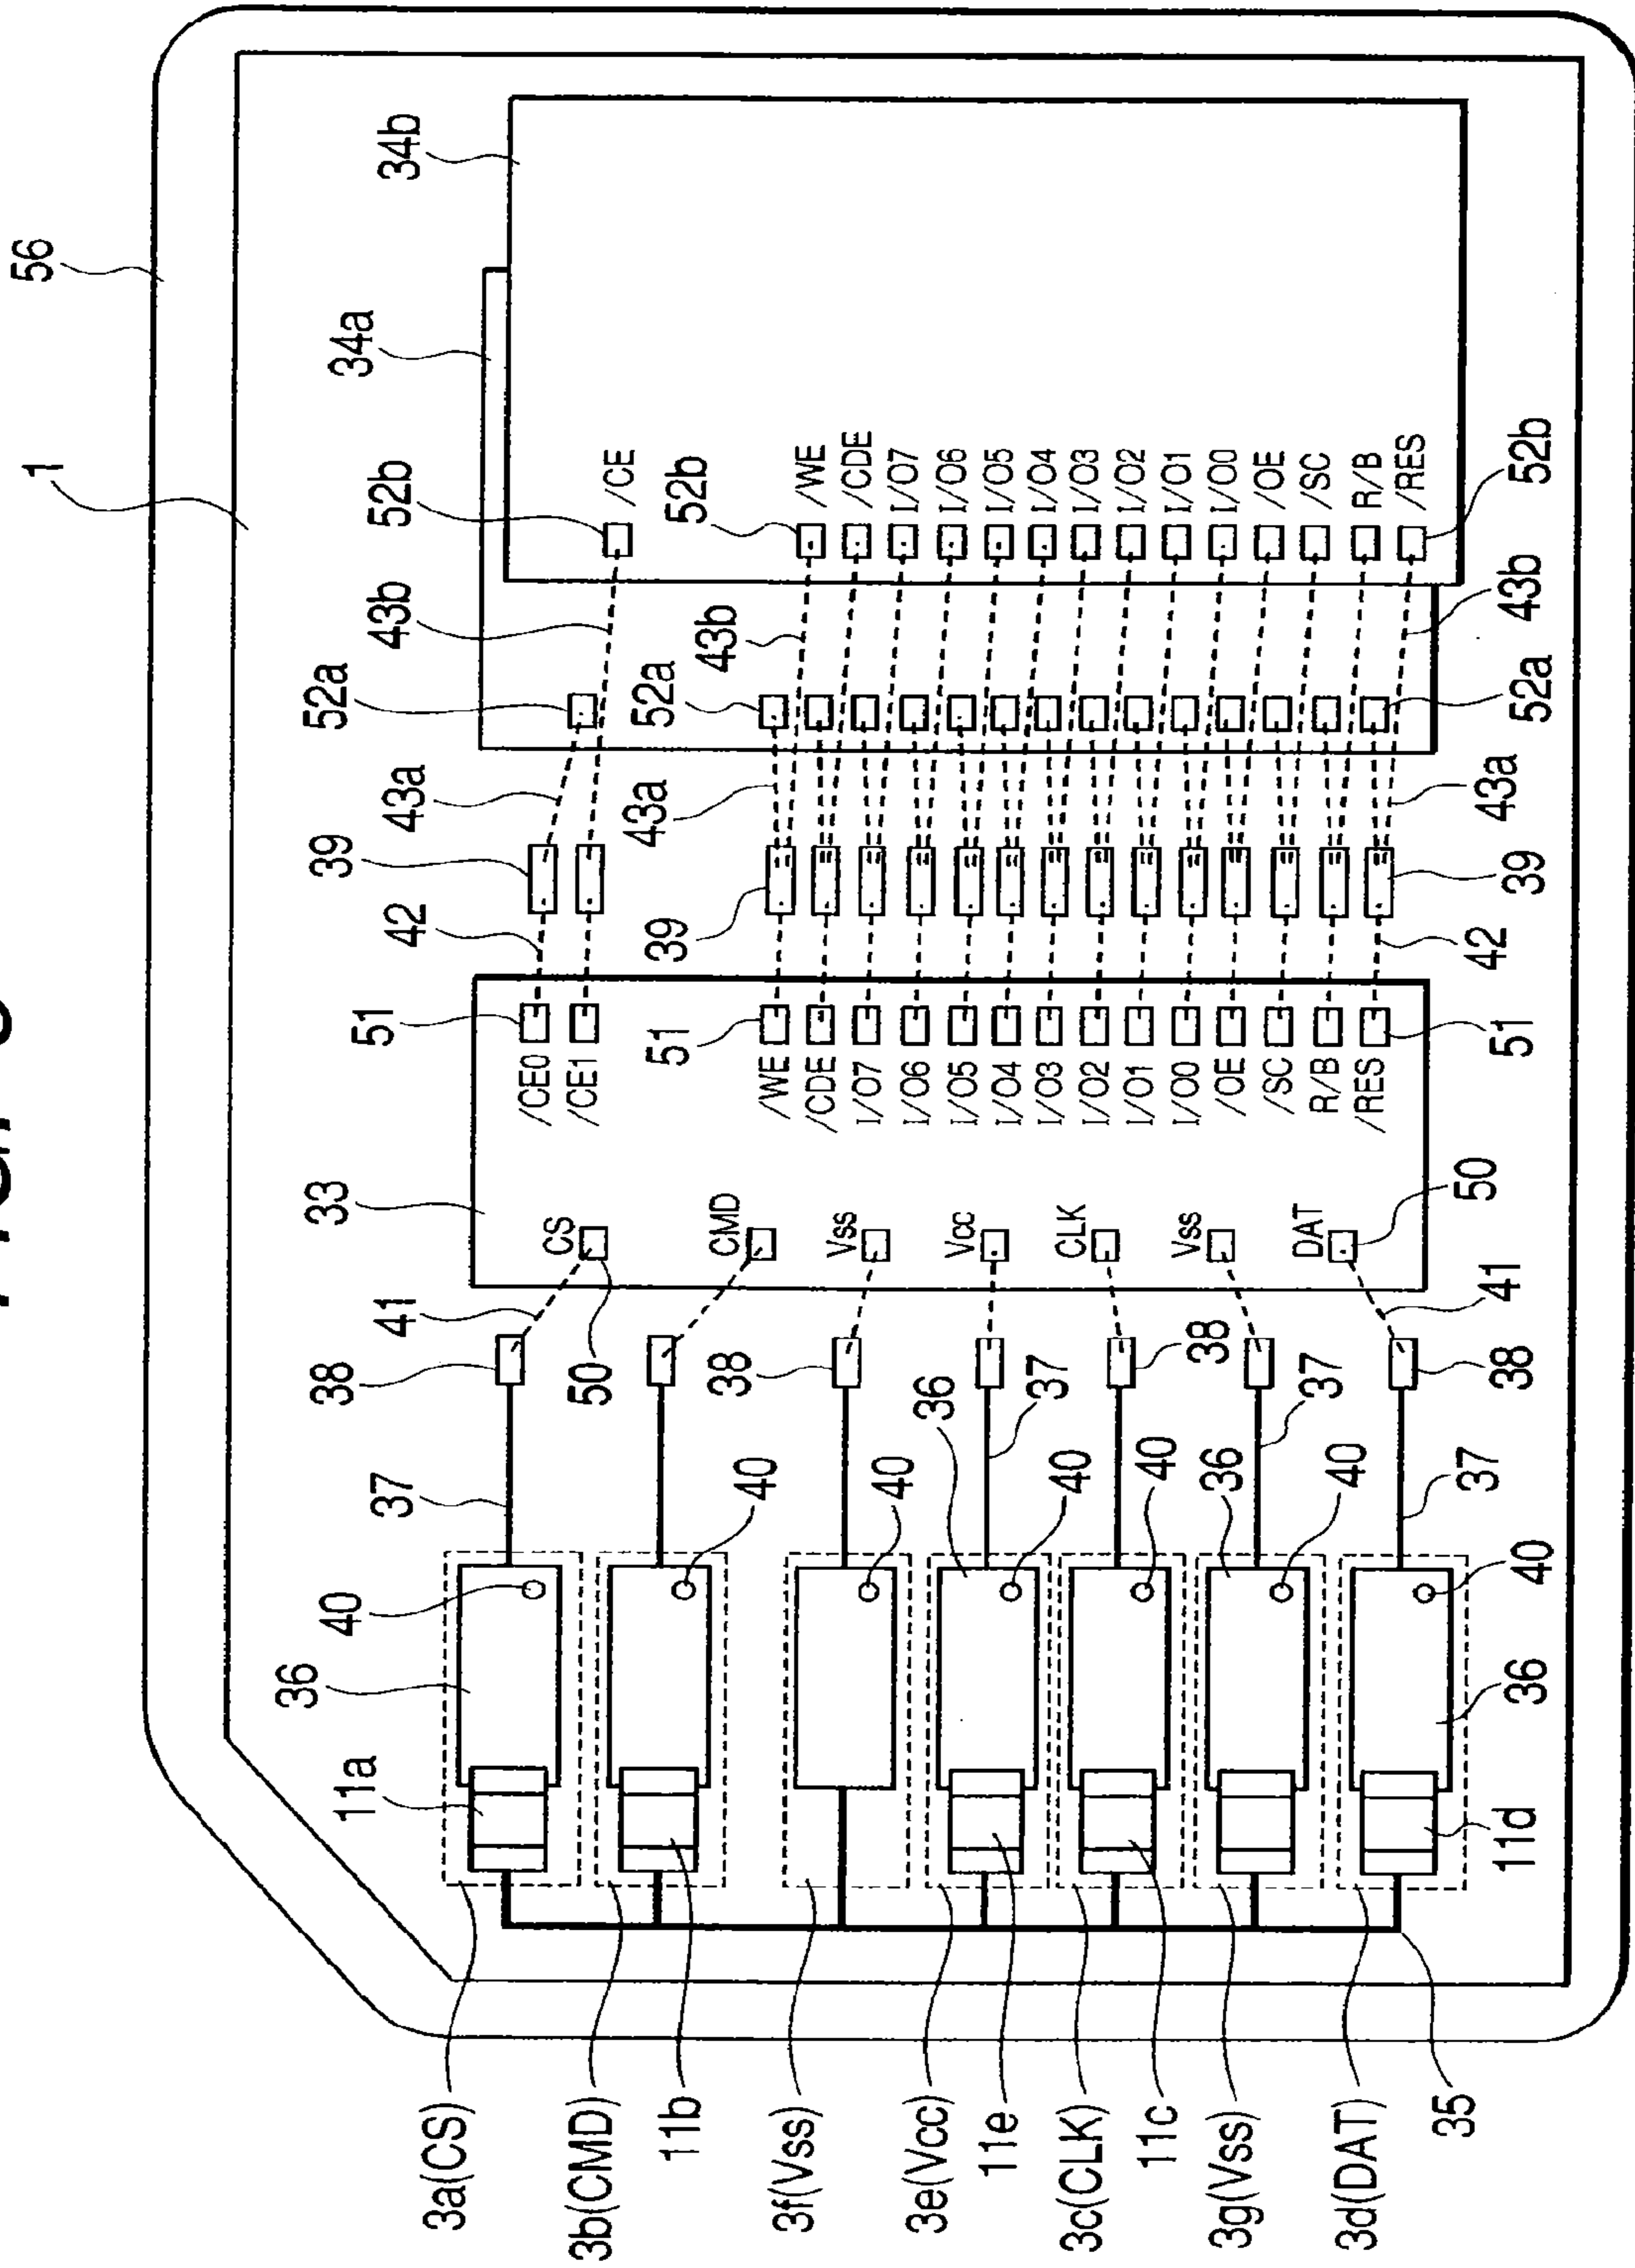 56
1
34b
34a
52b
43b
52a
43a
39
42
51
33
41
38
37
40
36
11a
3a(CS)
/CE
/CE0
/CE1
CS
50
3b(CMD)
11b
40
CMD
51
39
43a
52a
43b
52b
/WE
/CDE
I/O7
I/O6
I/O5
I/O4
I/O3
I/O2
I/O1
I/O0
/OE
/SC
R/B
/RES
/WE
/CDE
I/O7
I/O6
I/O5
I/O4
I/O3
I/O2
I/O1
I/O0
/OE
/SC
R/B
/RES
3f(Vss)
40
38
Vss
3e(Vcc)
11e
36
40
37
Vcc
3c(CLK)
11c
40
38
CLK
3g(Vss)
36
40
37
Vss
3d(DAT)
35
11d
36
40
37
38
41
50
DAT
51
42
39
43a
52a
43b
52b